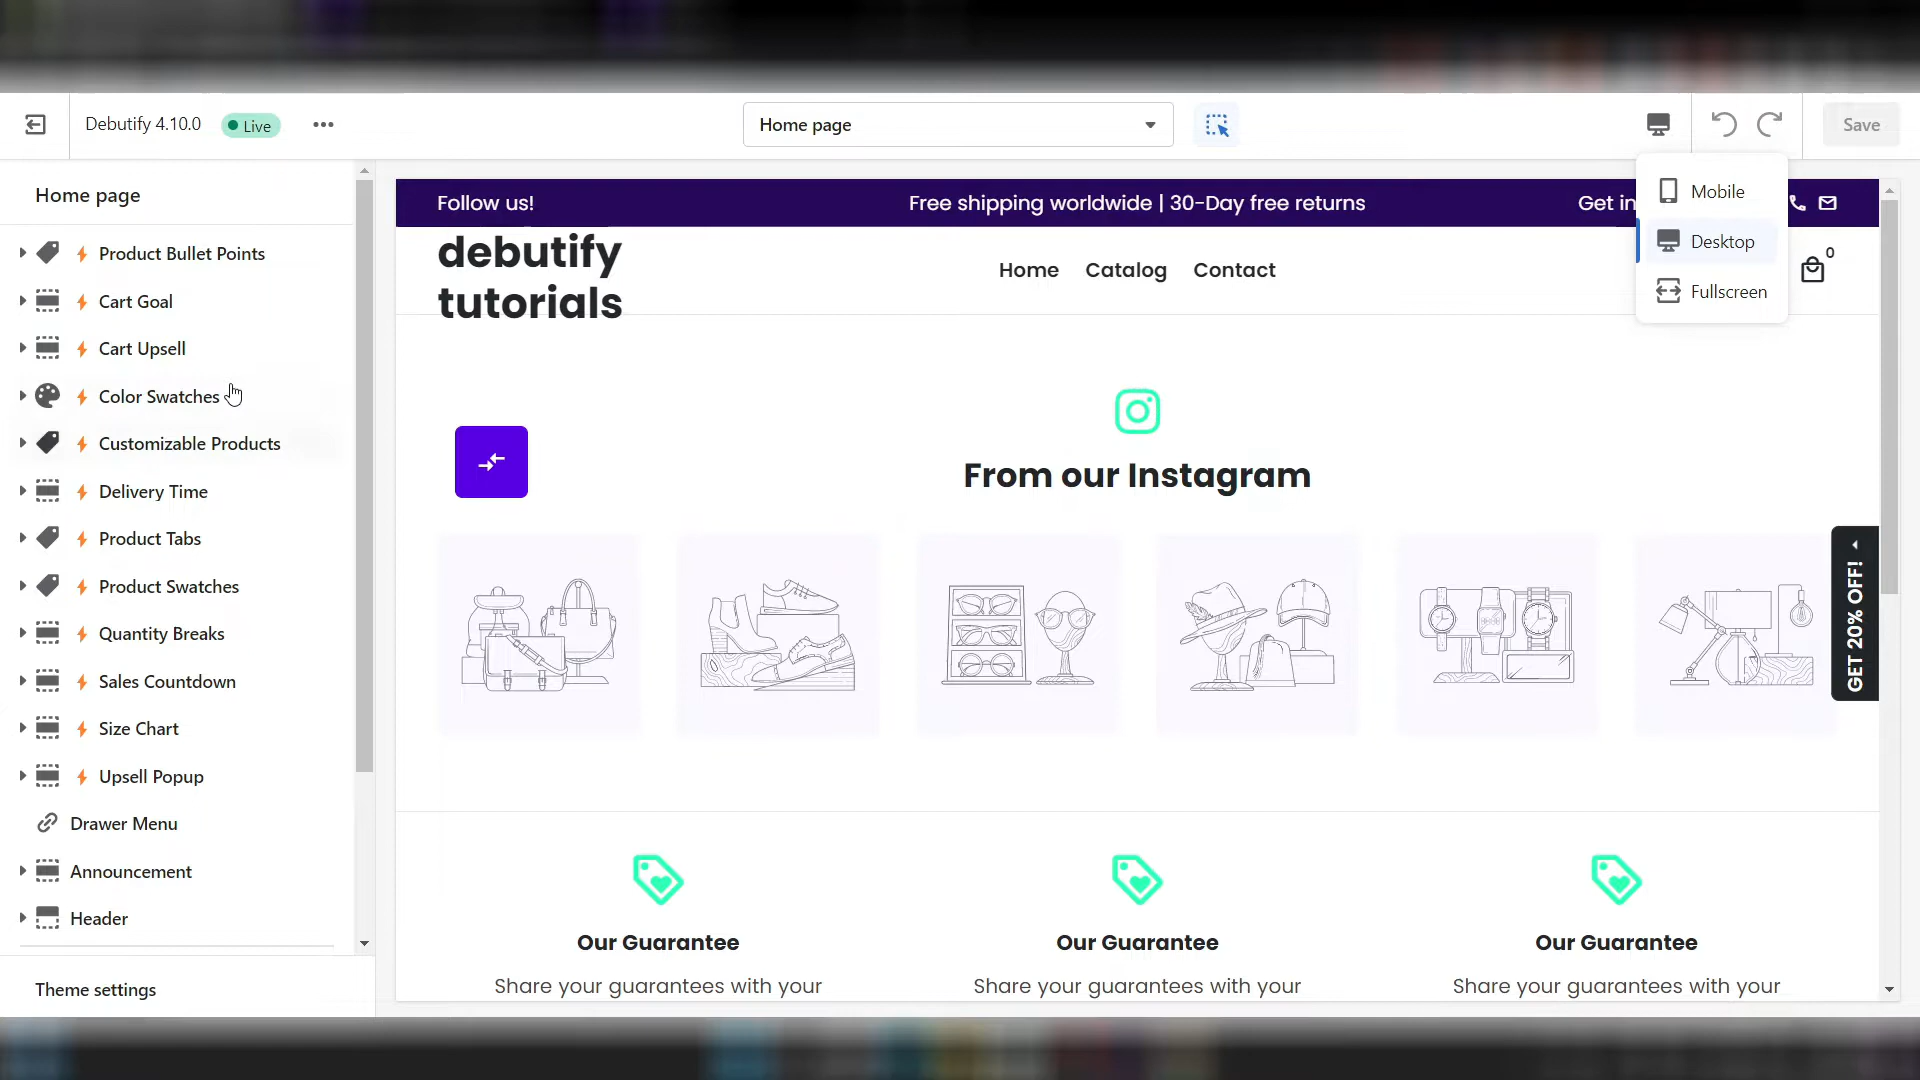 Debutify 4.10.0
Live
Home page
Save
Home page
Product Bullet Points
Cart Goal
Cart Upsell
Color Swatches
Customizable Products
Delivery Time
Product Tabs
Product Swatches
Quantity Breaks
Sales Countdown
Size Chart
Upsell Popup
Drawer Menu
Announcement
Header
Theme settings
Follow us!
Free shipping worldwide | 30-Day free returns
Get in
Mobile
Desktop
Fullscreen
debutify
tutorials
Home
Catalog
Contact
0
From our Instagram
GET 20% OFF!
Our Guarantee
Share your guarantees with your
Our Guarantee
Share your guarantees with your
Our Guarantee
Share your guarantees with your